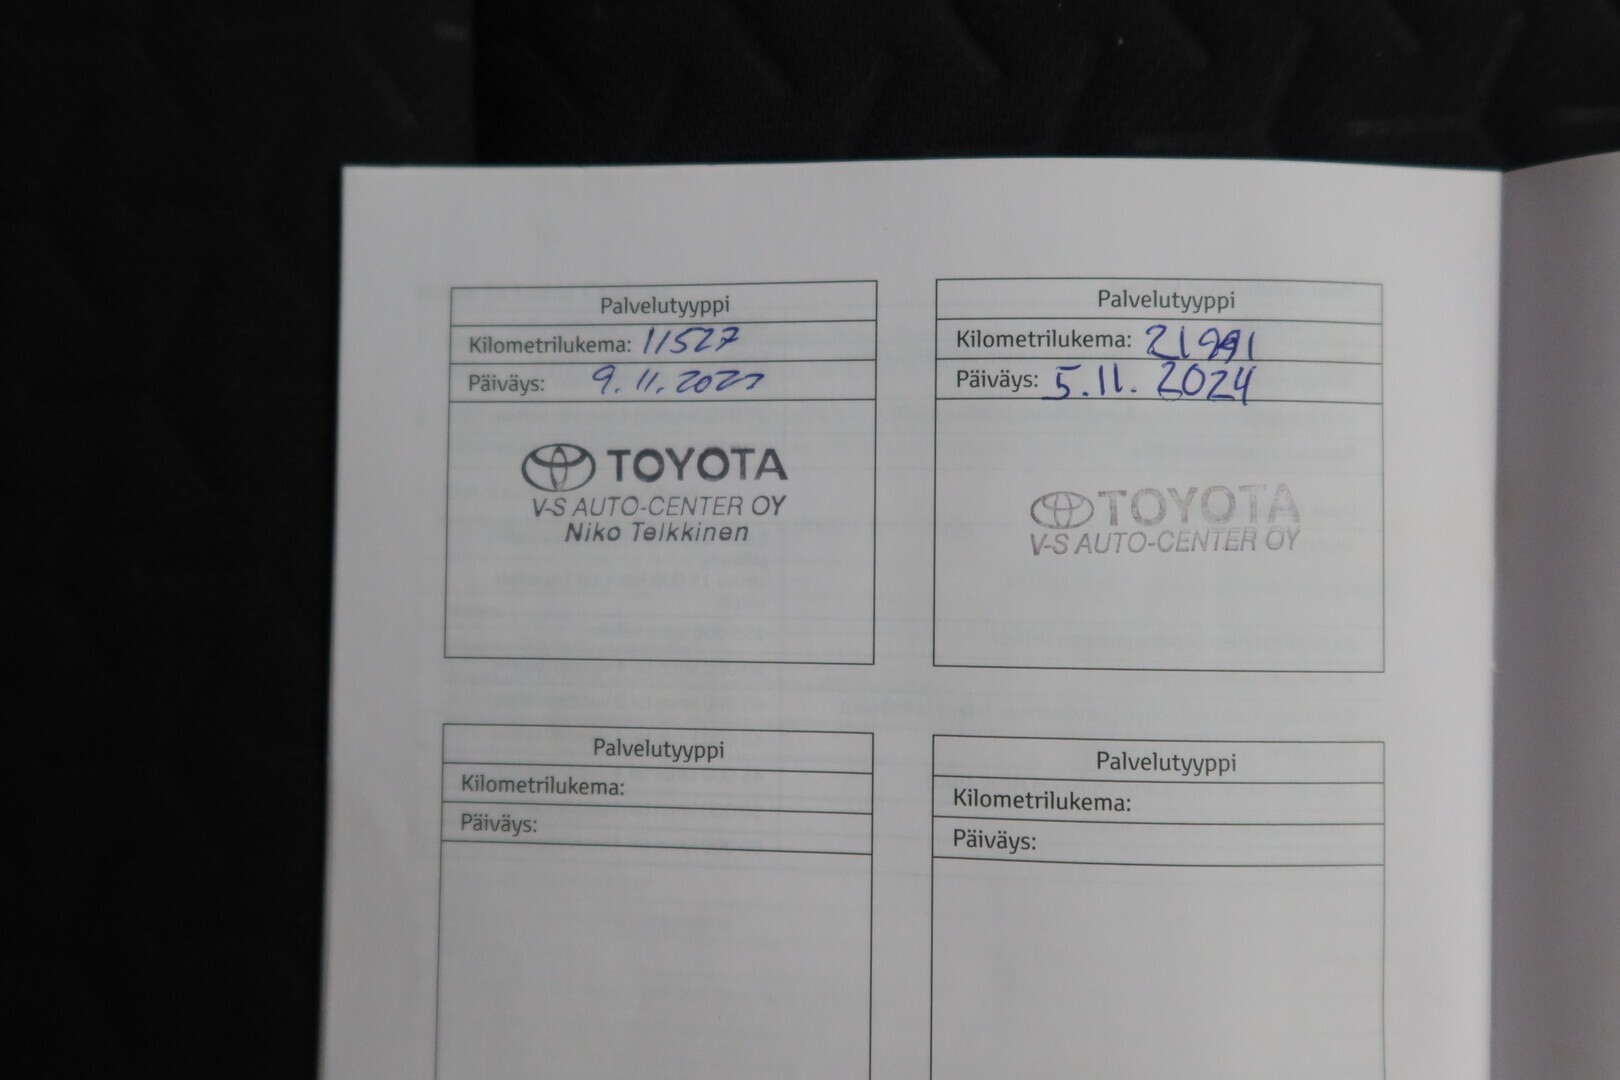 Palvelutyyppi
Kilometrilukema: 11527
Päiväys: 9.11.2023
TOYOTA
V-S AUTO-CENTER OY
Niko Telkkinen
Palvelutyyppi
Kilometrilukema: 21991
Päiväys: 5.11.2024
TOYOTA
V-S AUTO-CENTER OY
Palvelutyyppi
Kilometrilukema:
Päiväys:
Palvelutyyppi
Kilometrilukema:
Päiväys: